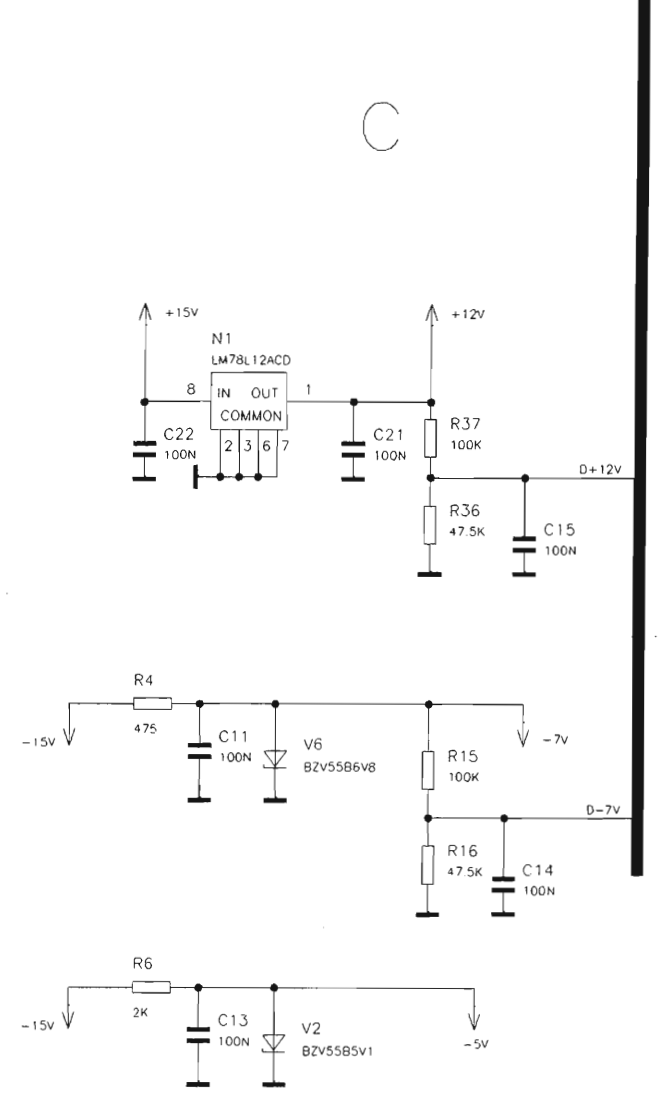 C
+15V
+12V
N1
LM78L12ACD
8
IN OUT
1
COMMON
2 3 6 7
C22
100N
C21
100N
R37
100K
D+12V
R36
47.5K
C15
100N
R4
475
-15V
C11
100N
V6
BZV55B6V8
-7V
R15
100K
D-7V
R16
47.5K
C14
100N
R6
2K
-15V
C13
100N
V2
BZV55B5V1
-5V